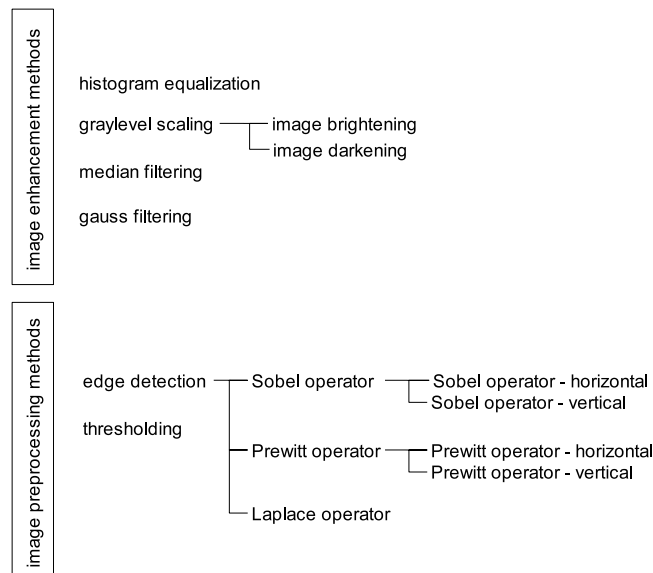 image enhancement methods
histogram equalization
graylevel scaling
image brightening
image darkening
median filtering
gauss filtering
image preprocessing methods
edge detection
Sobel operator
Sobel operator - horizontal
Sobel operator - vertical
thresholding
Prewitt operator
Prewitt operator - horizontal
Prewitt operator - vertical
Laplace operator